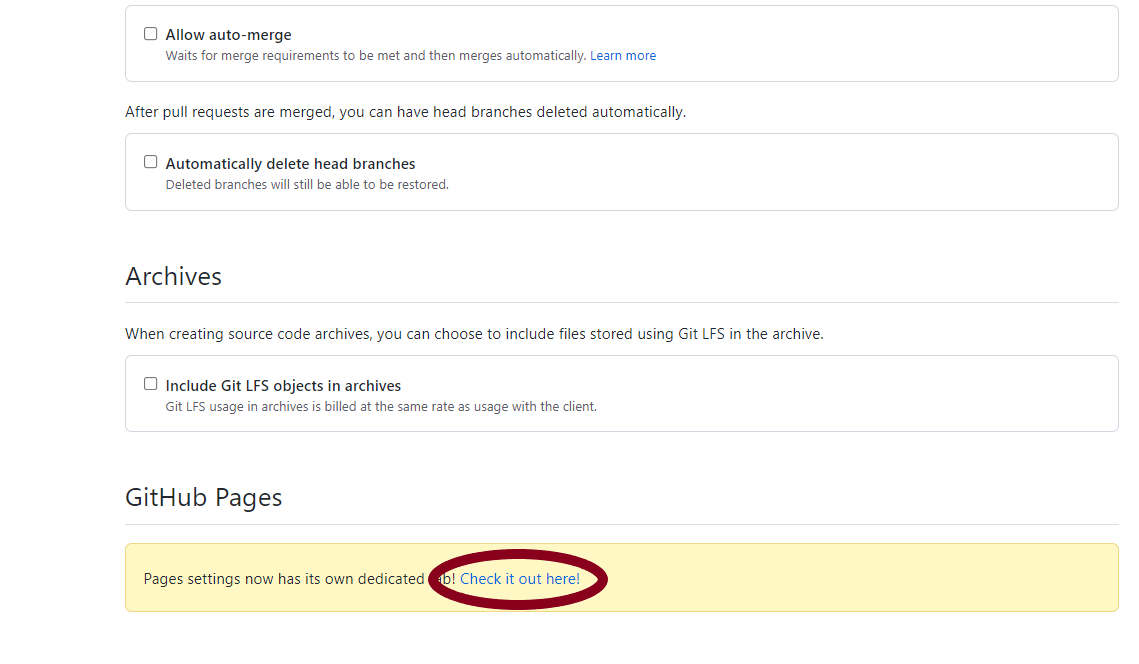 Allow auto-merge
Waits for merge requirements to be met and then merges automatically. Learn more
After pull requests are merged, you can have head branches deleted automatically.
Automatically delete head branches
Deleted branches will still be able to be restored.
Archives
When creating source code archives, you can choose to include files stored using Git LFS in the archive.
Include Git LFS objects in archives
Git LFS usage in archives is billed at the same rate as usage with the client.
GitHub Pages
Pages settings now has its own dedicated tab! Check it out here!